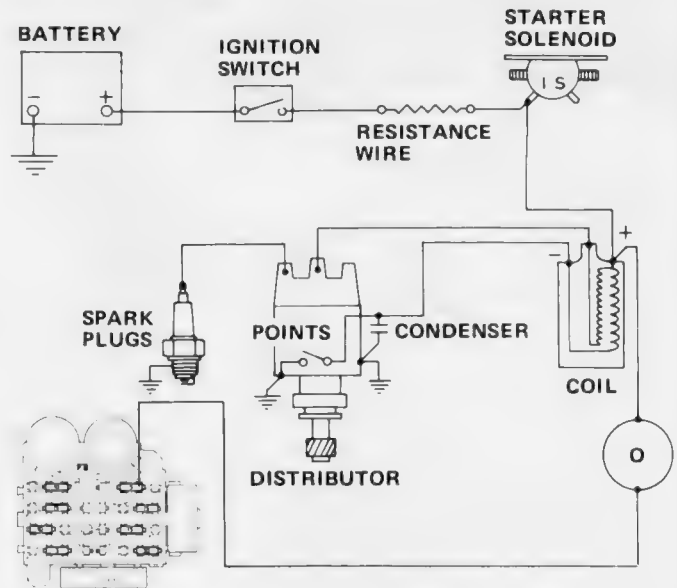 STARTER
SOLENOID
BATTERY
IGNITION
SWITCH
- +
I S
RESISTANCE
WIRE
- +
SPARK
PLUGS
POINTS
CONDENSER
COIL
O
DISTRIBUTOR